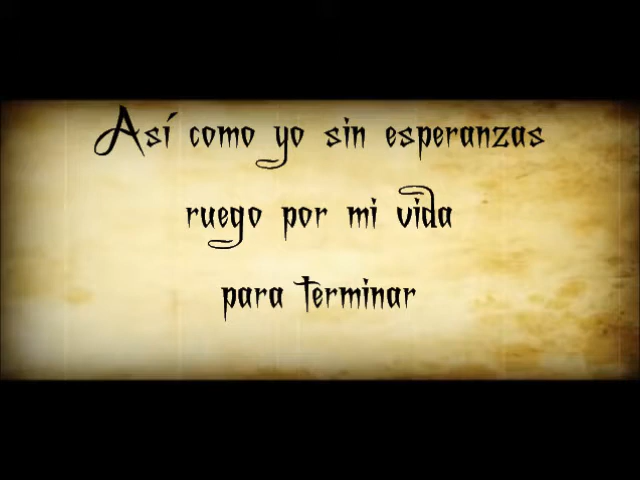 Así como yo sin esperanzas
ruego por mi vida
para terminar